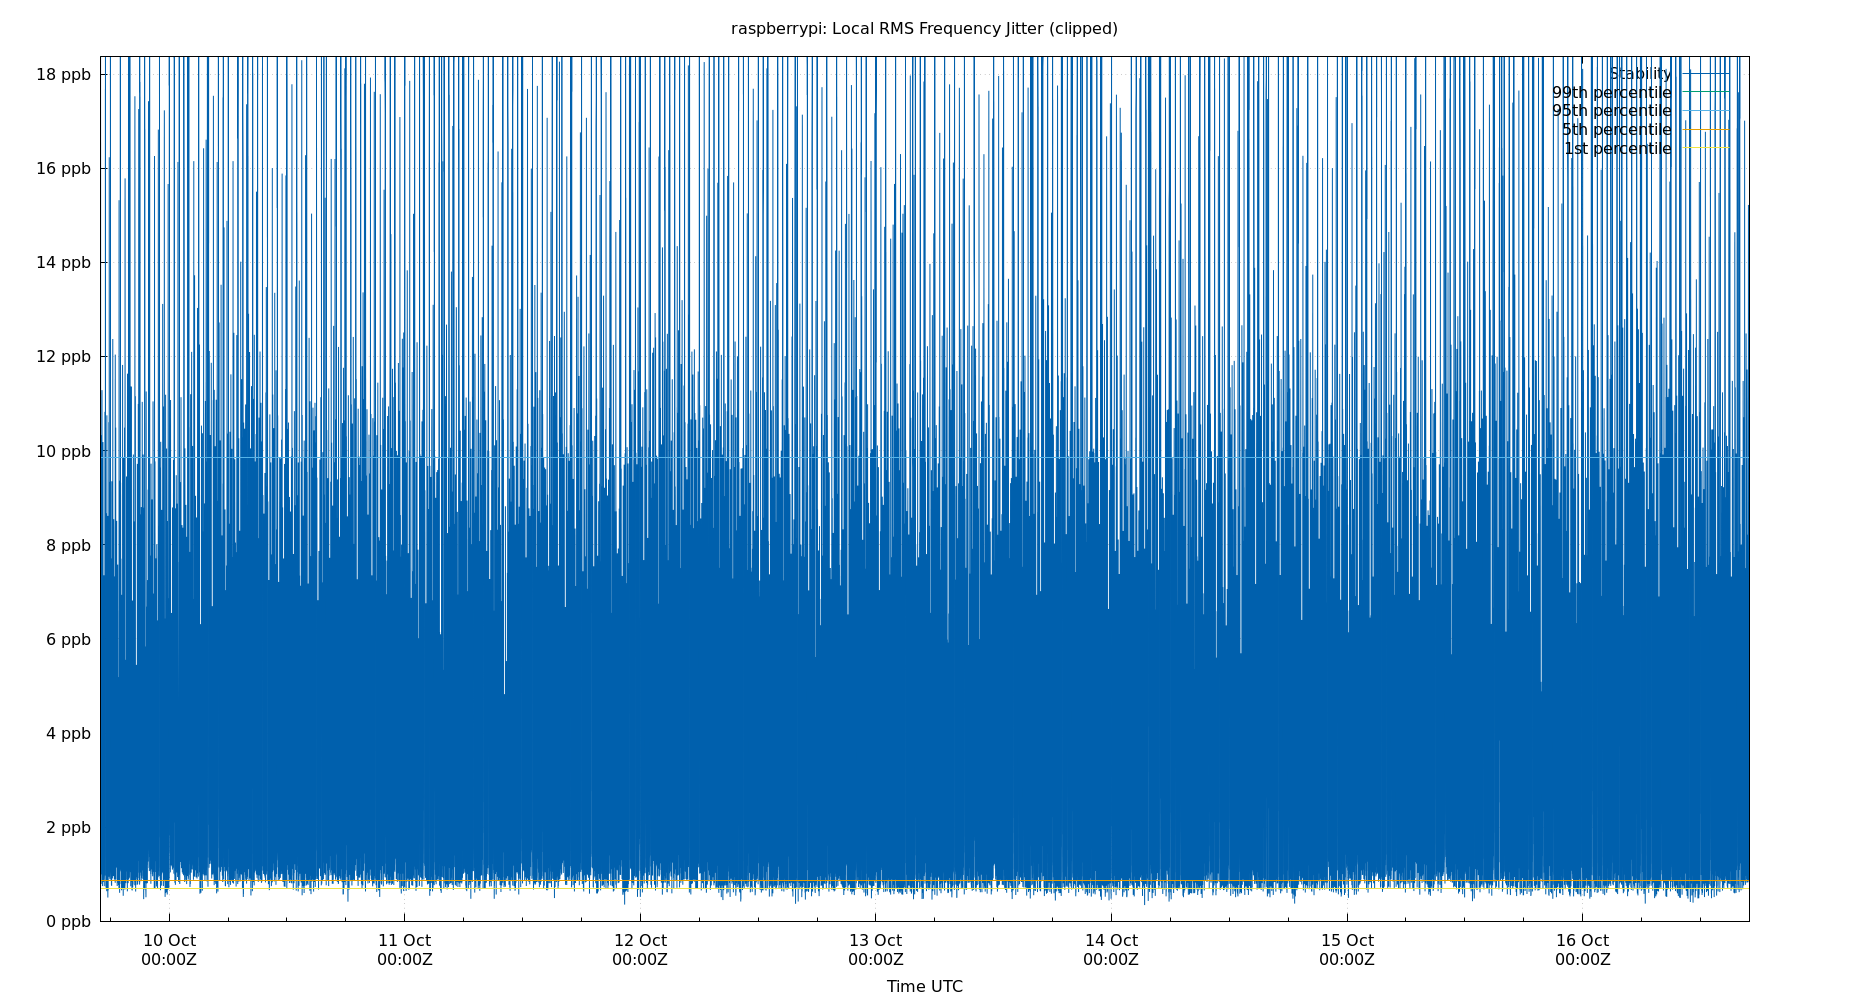 raspberrypi: Local RMS Frequency Jitter (clipped)
18 ppb
16 ppb
14 ppb
12 ppb
10 ppb
8 ppb
6 ppb
4 ppb
2 ppb
0 ppb
Stability
99th percentile
95th percentile
5th percentile
1st percentile
10 Oct 11 Oct 12 Oct 13 Oct 14 Oct 15 Oct 16 Oct
00:00Z 00:00Z 00:00Z 00:00Z 00:00Z 00:00Z 00:00Z
Time UTC